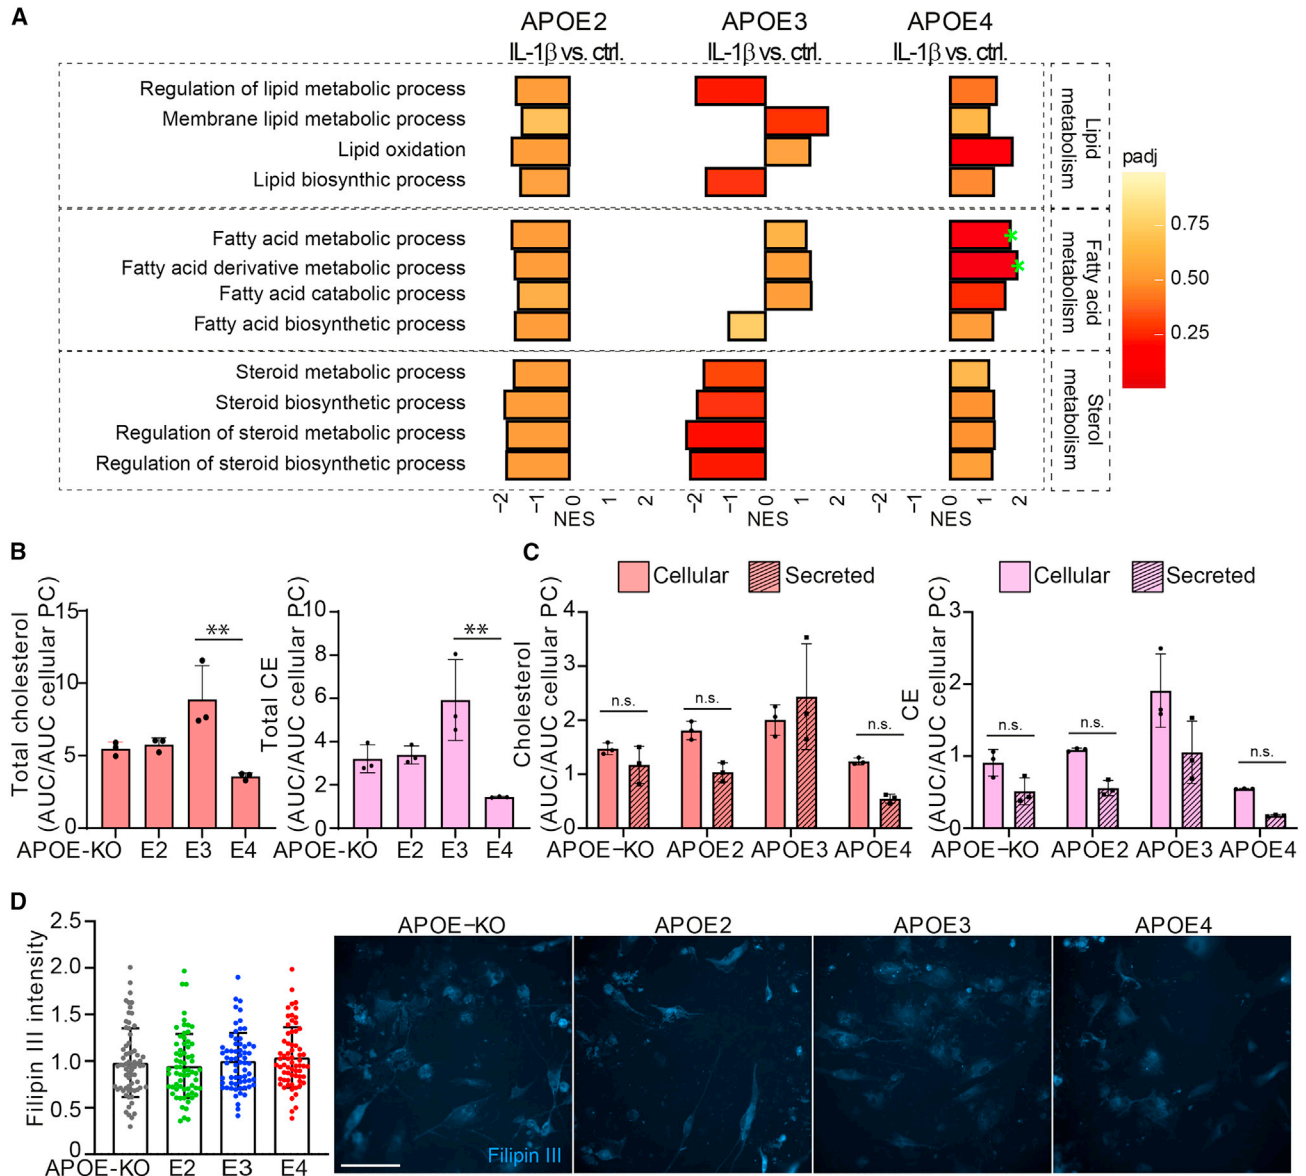 A
APOE2
IL-1β vs. ctrl.
APOE3
IL-1β vs. ctrl.
APOE4
IL-1β vs. ctrl.
Regulation of lipid metabolic process
Membrane lipid metabolic process
Lipid oxidation
Lipid biosynthic process
Lipid
metabolism
Fatty acid metabolic process
Fatty acid derivative metabolic process
Fatty acid catabolic process
Fatty acid biosynthetic process
*
*
Fatty acid
metabolism
Steroid metabolic process
Steroid biosynthetic process
Regulation of steroid metabolic process
Regulation of steroid biosynthetic process
Sterol
metabolism
padj
0.75
0.50
0.25
−2 −1 0 1 2
NES
−2 −1 0 1 2
NES
−2 −1 0 1 2
NES
B
Total cholesterol
(AUC/AUC cellular PC)
15
10
5
0
**
APOE-KO E2 E3 E4
Total CE
(AUC/AUC cellular PC)
10
8
6
4
2
0
**
APOE-KO E2 E3 E4
C
Cellular Secreted
Cholesterol
(AUC/AUC cellular PC)
4
3
2
1
0
n.s. n.s. n.s.
APOE−KO APOE2 APOE3 APOE4
Cellular Secreted
CE
(AUC/AUC cellular PC)
3
2
1
0
n.s. n.s. n.s.
APOE−KO APOE2 APOE3 APOE4
D
Filipin III intensity
2.5
2.0
1.5
1.0
0.5
0
APOE-KO E2 E3 E4
APOE−KO APOE2 APOE3 APOE4
Filipin III